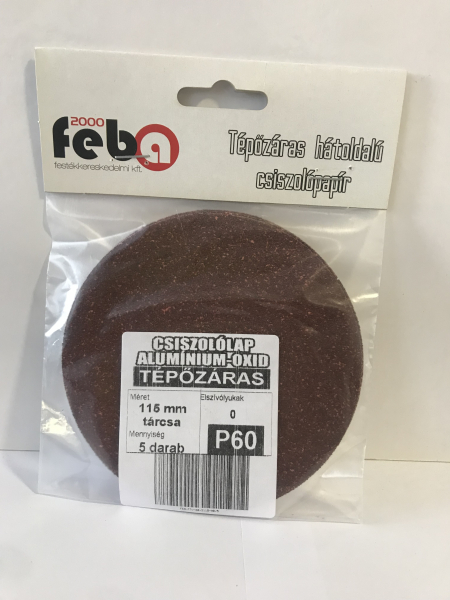 2000
feba
festékkereskedelmi kft.
Tépőzáras hátoldalú
csiszolópapír
CSISZOLÓLAP
ALUMÍNIUM-OXID
TÉPŐZÁRAS
Méret
Elszívólyukak
115 mm
0
tárcsa
Mennyiség
P60
5 darab